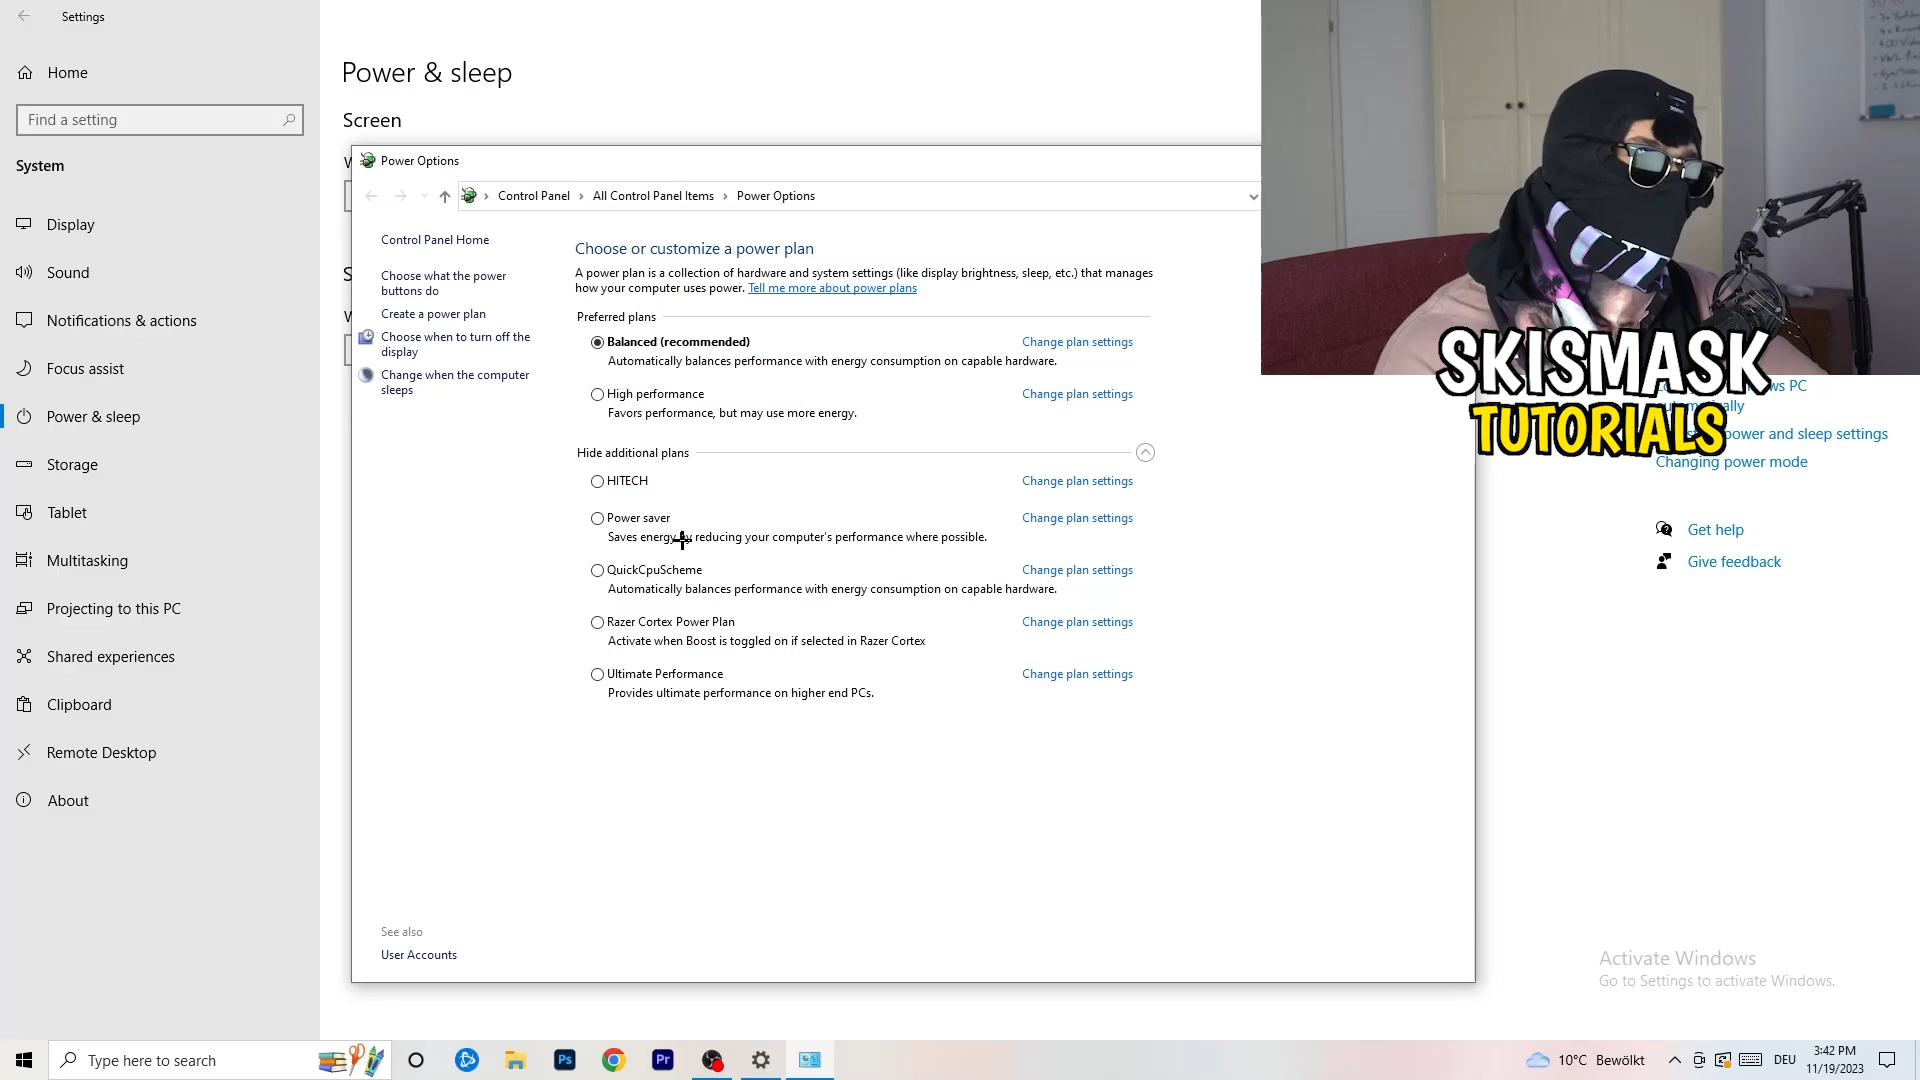 Settings
Home
Find a setting
System
Display
Sound
Notifications & actions
Focus assist
Power & sleep
Storage
Tablet
Multitasking
Projecting to this PC
Shared experiences
Clipboard
Remote Desktop
About
Power & sleep
Screen
Power Options
Control Panel > All Control Panel Items > Power Options
Control Panel Home
Choose what the power
buttons do
Create a power plan
Choose when to turn off the
display
Change when the computer
sleeps
See also
User Accounts
Choose or customize a power plan
A power plan is a collection of hardware and system settings (like display brightness, sleep, etc.) that manages
how your computer uses power. Tell me more about power plans
Preferred plans
Balanced (recommended) Change plan settings
Automatically balances performance with energy consumption on capable hardware.
High performance Change plan settings
Favors performance, but may use more energy.
Hide additional plans
HITECH Change plan settings
Power saver Change plan settings
Saves energy by reducing your computer's performance where possible.
QuickCpuScheme Change plan settings
Automatically balances performance with energy consumption on capable hardware.
Razer Cortex Power Plan Change plan settings
Activate when Boost is toggled on if selected in Razer Cortex
Ultimate Performance Change plan settings
Provides ultimate performance on higher end PCs.
SKISMASK
TUTORIALS
PC
power and sleep settings
Changing power mode
Get help
Give feedback
Activate Windows
Go to Settings to activate Windows.
Type here to search
Ps
Pr
10°C Bewölkt
DEU
3:42 PM
11/19/2023